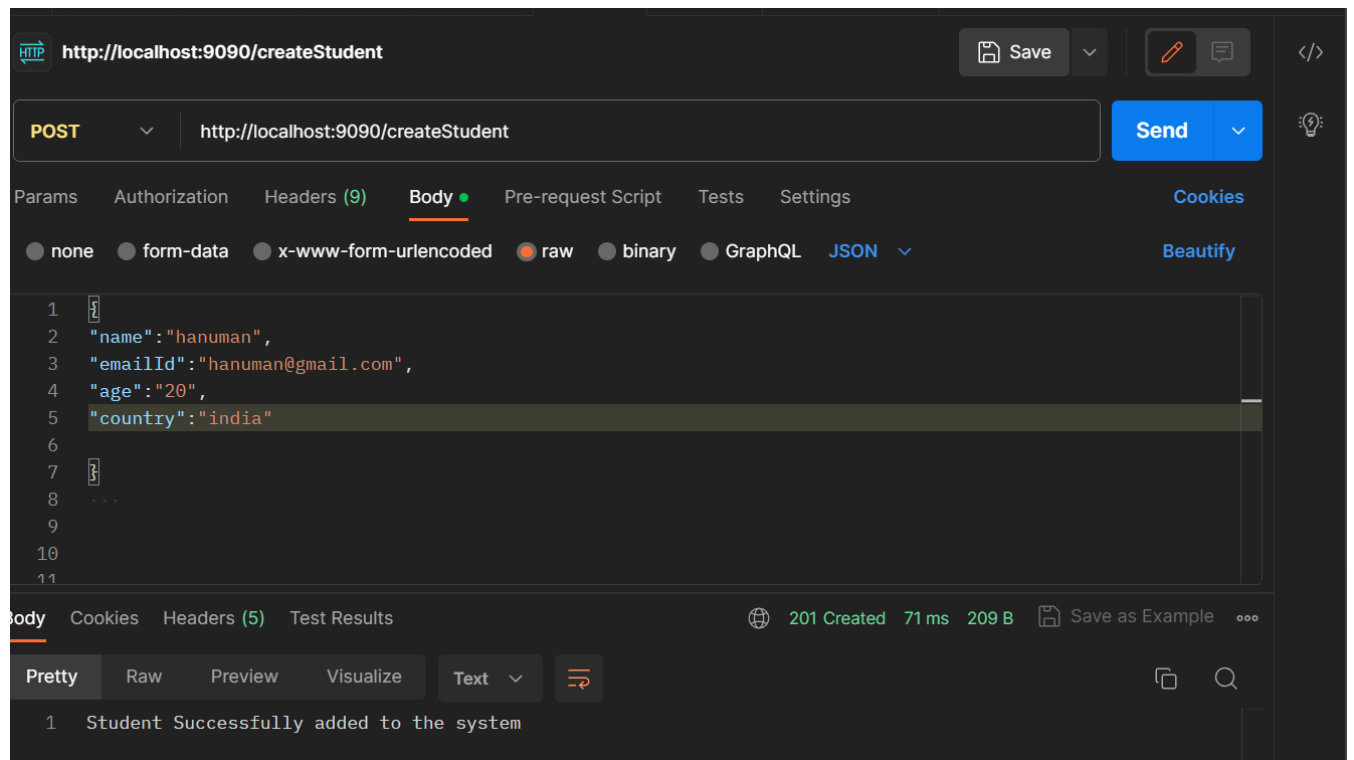 HTTP http://localhost:9090/createStudent Save </>
POST http://localhost:9090/createStudent Send
Params Authorization Headers (9) Body Pre-request Script Tests Settings Cookies
none form-data x-www-form-urlencoded raw binary GraphQL JSON Beautify
1 {
2 "name":"hanuman",
3 "emailId":"hanuman@gmail.com",
4 "age":"20",
5 "country":"india"
6
7 }
8 ...
9
10
11
Body Cookies Headers (5) Test Results 201 Created 71 ms 209 B Save as Example
Pretty Raw Preview Visualize Text
1 Student Successfully added to the system